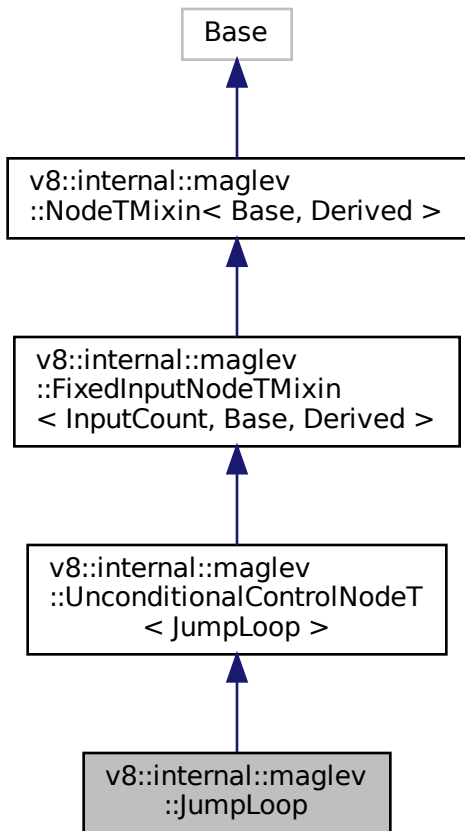 Base
v8::internal::maglev
::NodeTMixin< Base, Derived >
v8::internal::maglev
::FixedInputNodeTMixin
< InputCount, Base, Derived >
v8::internal::maglev
::UnconditionalControlNodeT
< JumpLoop >
v8::internal::maglev
::JumpLoop